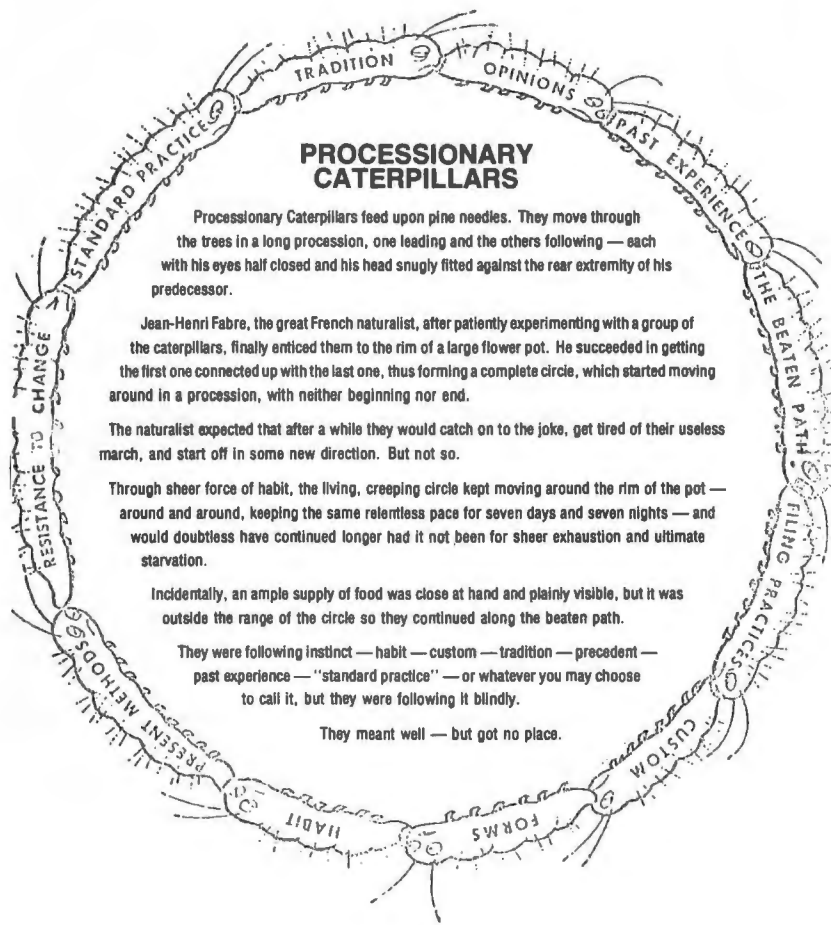 TRADITION
OPINIONS
PAST EXPERIENCE
THE BEATEN PATH
FILING PRACTICES
CUSTOM
FORMS
HABIT
PRESENT METHODS
RESISTANCE TO CHANGE
STANDARD PRACTICE
PROCESSIONARY
CATERPILLARS
Processionary Caterpillars feed upon pine needles. They move through
the trees in a long procession, one leading and the others following — each
with his eyes half closed and his head snugly fitted against the rear extremity of his
predecessor.
Jean-Henri Fabre, the great French naturalist, after patiently experimenting with a group of
the caterpillars, finally enticed them to the rim of a large flower pot. He succeeded in getting
the first one connected up with the last one, thus forming a complete circle, which started moving
around in a procession, with neither beginning nor end.
The naturalist expected that after a while they would catch on to the joke, get tired of their useless
march, and start off in some new direction. But not so.
Through sheer force of habit, the living, creeping circle kept moving around the rim of the pot —
around and around, keeping the same relentless pace for seven days and seven nights — and
would doubtless have continued longer had it not been for sheer exhaustion and ultimate
starvation.
Incidentally, an ample supply of food was close at hand and plainly visible, but it was
outside the range of the circle so they continued along the beaten path.
They were following instinct — habit — custom — tradition — precedent —
past experience — "standard practice" — or whatever you may choose
to call it, but they were following it blindly.
They meant well — but got no place.